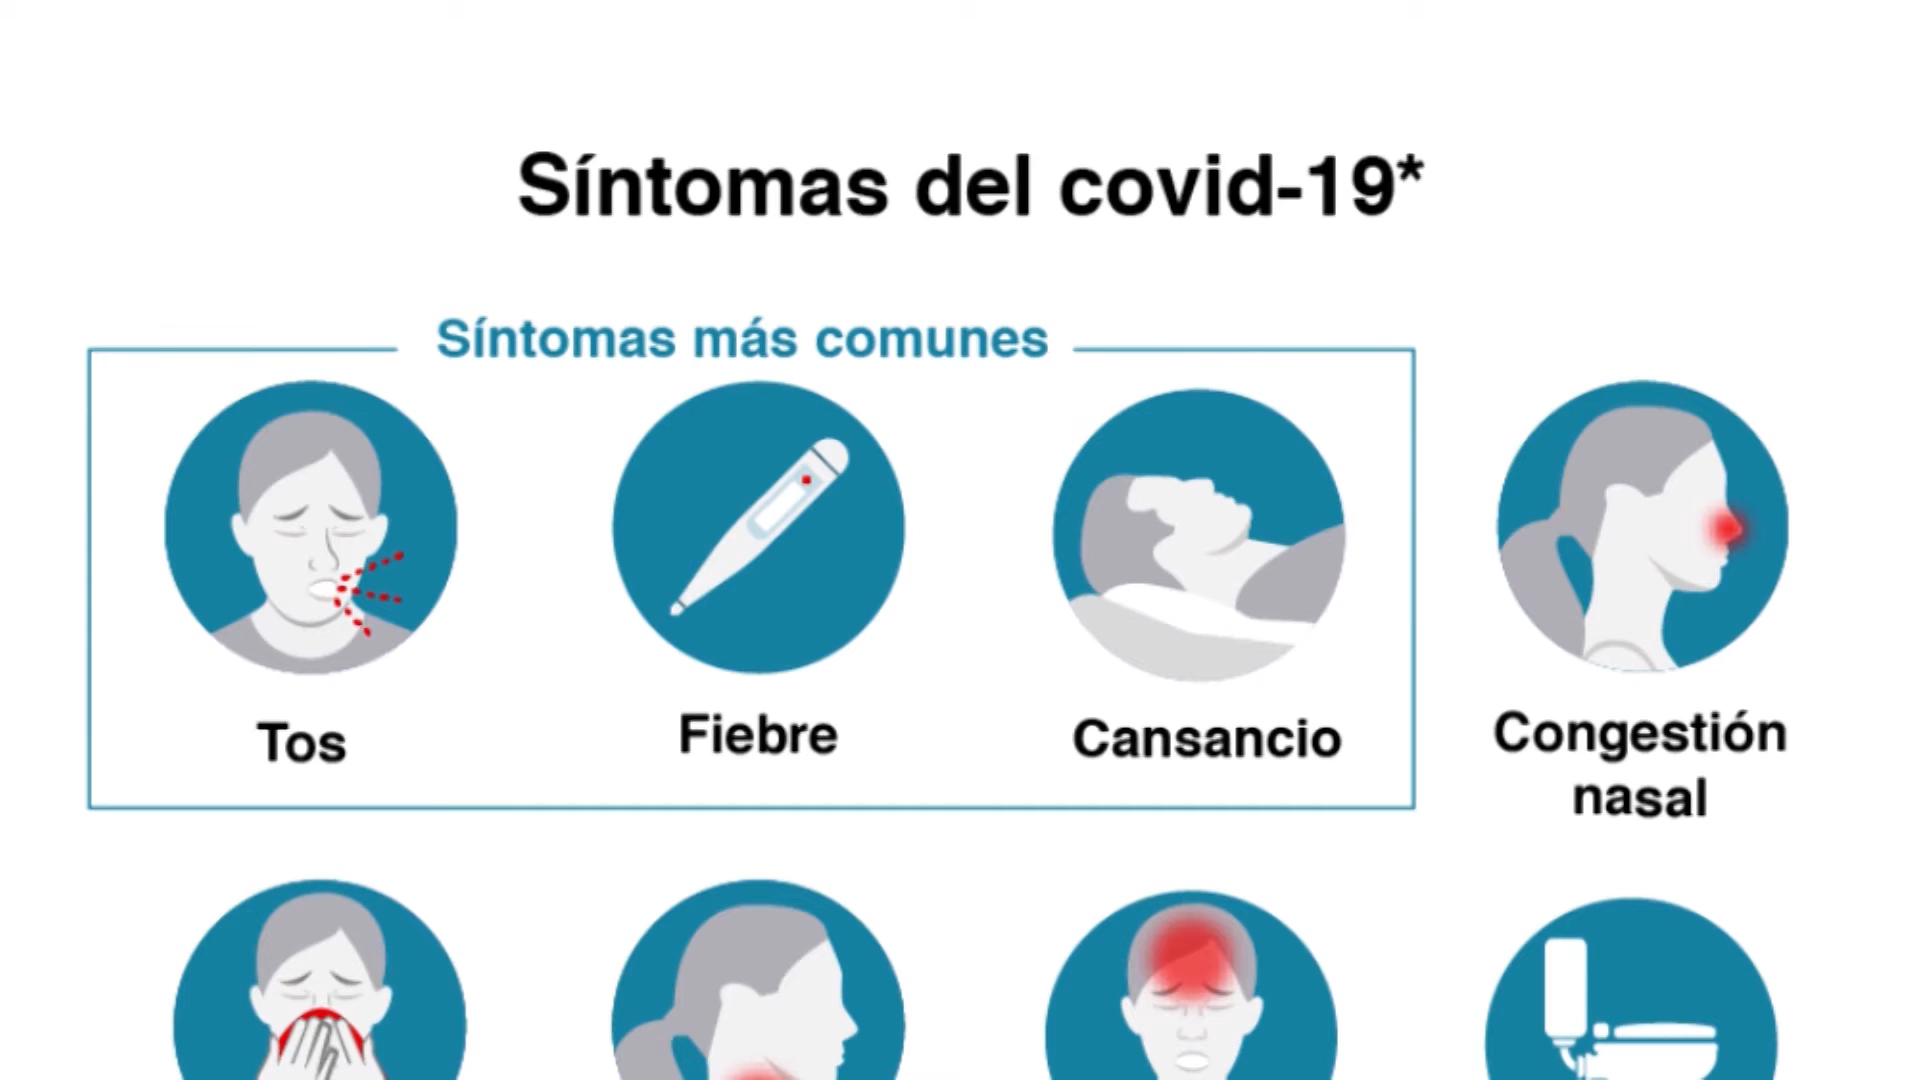 Síntomas del covid-19*
Síntomas más comunes
Tos
Fiebre
Cansancio
Congestión
nasal